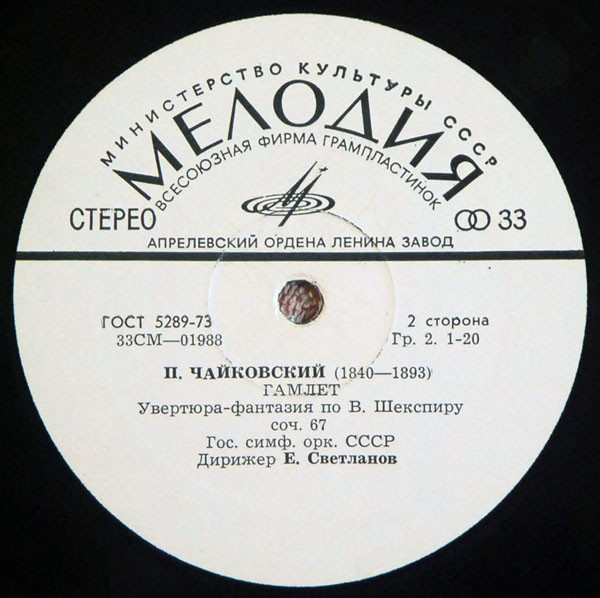 МИНИСТЕРСТВО КУЛЬТУРЫ СССР
МЕЛОДИЯ
ВСЕСОЮЗНАЯ ФИРМА ГРАМПЛАСТИНОК
СТЕРЕО
33
АПРЕЛЕВСКИЙ ОРДЕНА ЛЕНИНА ЗАВОД
ГОСТ 5289-73
2 сторона
33СМ—01988
Гр. 2. 1-20
П. ЧАЙКОВСКИЙ (1840—1893)
ГАМЛЕТ
Увертюра-фантазия по В. Шекспиру
соч. 67
Гос. симф. орк. СССР
Дирижер Е. Светланов